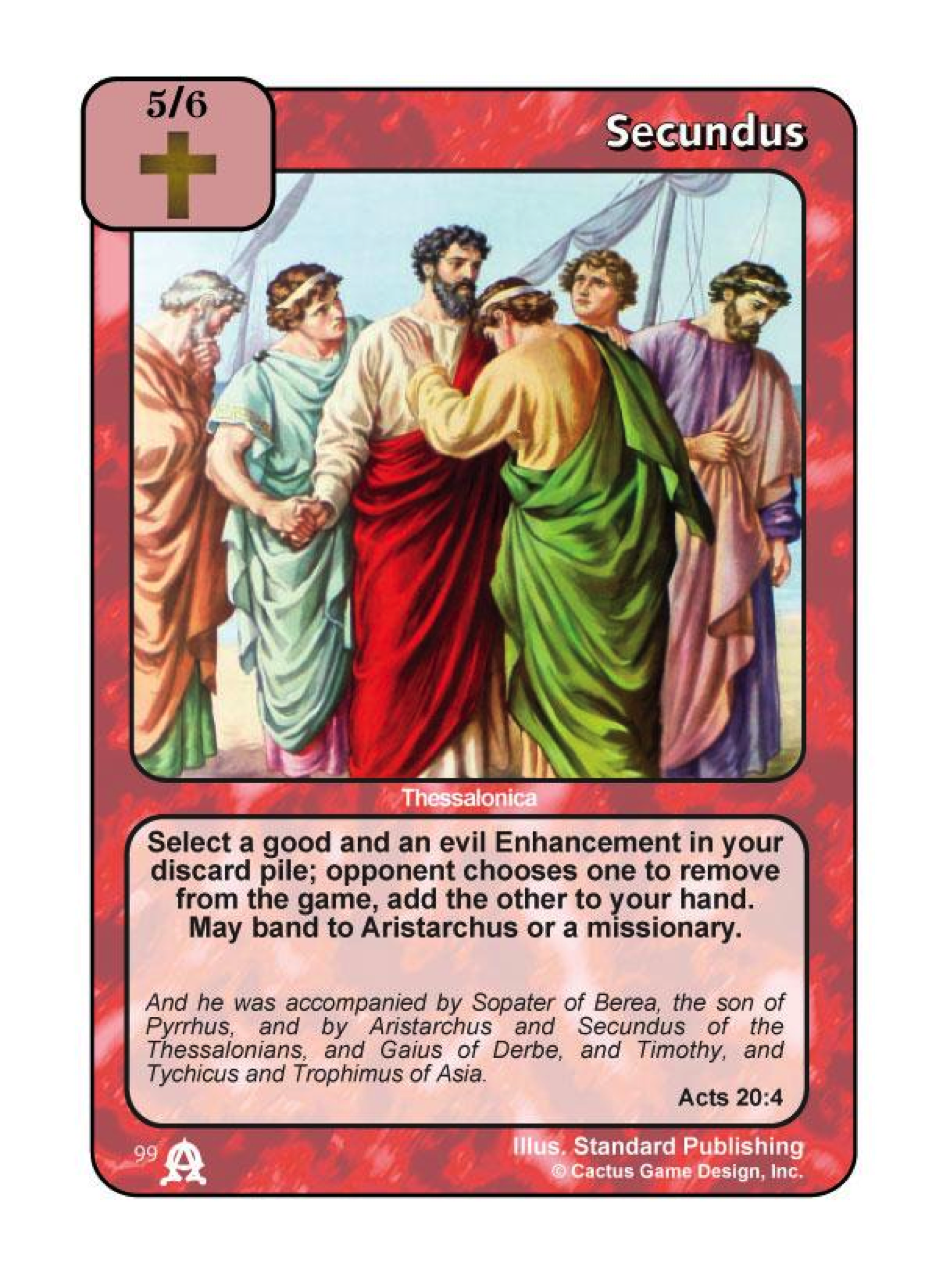 5/6
Secundus
Thessalonica
Select a good and an evil Enhancement in your
discard pile; opponent chooses one to remove
from the game, add the other to your hand.
May band to Aristarchus or a missionary.
And he was accompanied by Sopater of Berea, the son of
Pyrrhus, and by Aristarchus and Secundus of the
Thessalonians, and Gaius of Derbe, and Timothy, and
Tychicus and Trophimus of Asia.
Acts 20:4
99
Illus. Standard Publishing
© Cactus Game Design, Inc.